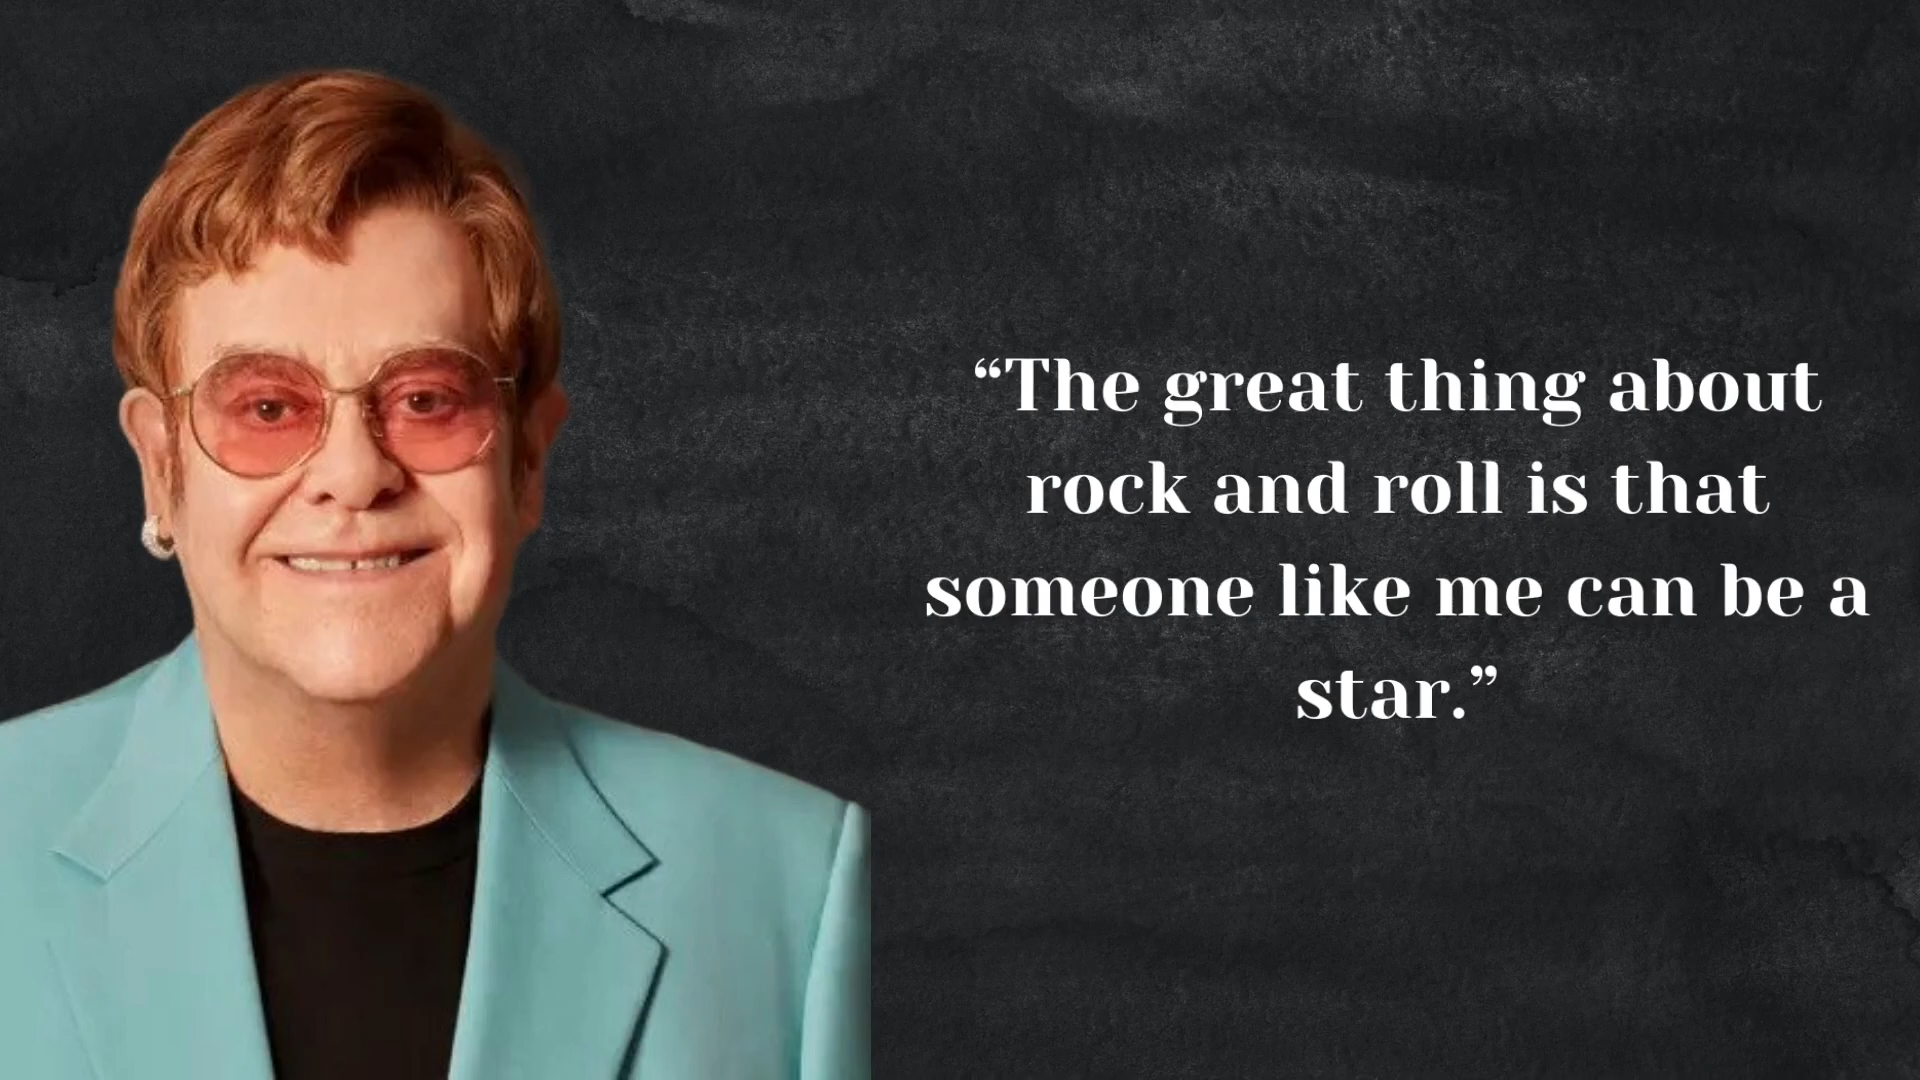 “The great thing about
rock and roll is that
someone like me can be a
star.”